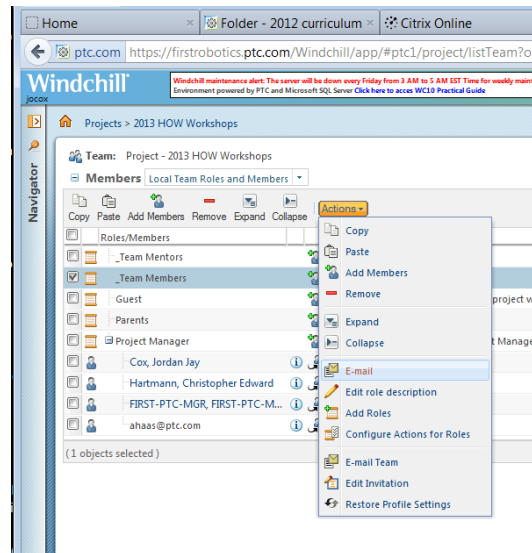 Home × Folder - 2012 curriculum × Citrix Online
ptc.com https://firstrobotics.ptc.com/Windchill/app/#ptc1/project/listTeam?o
Windchill
jocox
Windchill maintenance alert: The server will be down every Friday from 3 AM to 5 AM EST Time for weekly main
Environment powered by PTC and Microsoft SQL Server Click here to acces WC10 Practical Guide
Navigator
Projects > 2013 HOW Workshops
Team: Project - 2013 HOW Workshops
Members Local Team Roles and Members
Copy Paste Add Members Remove Expand Collapse Actions
Roles/Members
_Team Mentors
_Team Members
Guest project w
Parents
Project Manager t Manage
Cox, Jordan Jay
Hartmann, Christopher Edward
FIRST-PTC-MGR, FIRST-PTC-M...
ahaas@ptc.com
(1 objects selected )
Copy
Paste
Add Members
Remove
Expand
Collapse
E-mail
Edit role description
Add Roles
Configure Actions for Roles
E-mail Team
Edit Invitation
Restore Profile Settings